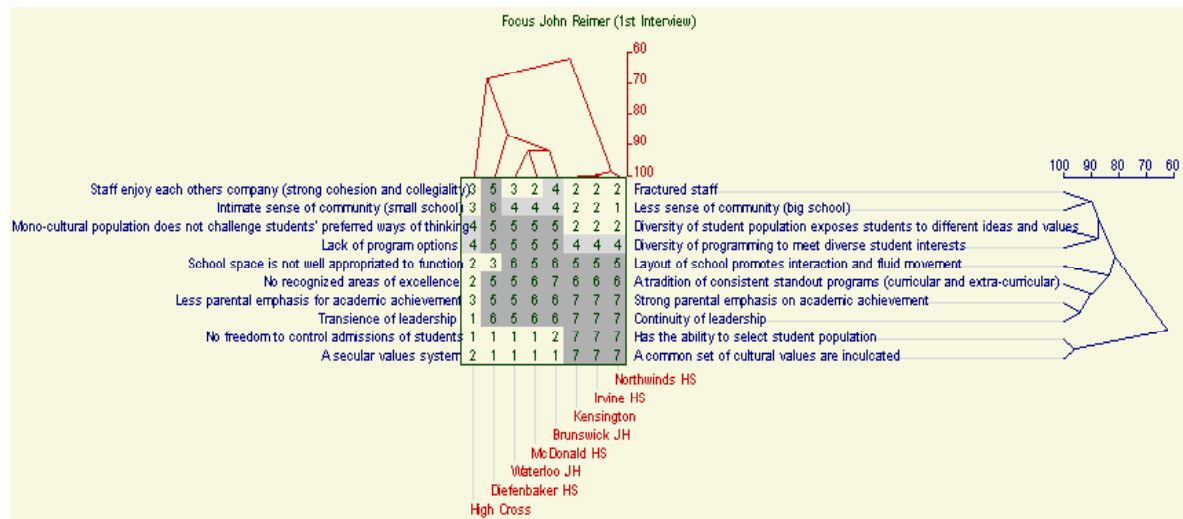 Focus John Reimer (1st Interview)
60
70
80
90
100
100 90 80 70 60
Staff enjoy each others company (strong cohesion and collegiality) 3 5 3 2 4 2 2 2 Fractured staff
Intimate sense of community (small school) 3 6 4 4 4 2 2 1 Less sense of community (big school)
Mono-cultural population does not challenge students' preferred ways of thinking 4 5 5 5 5 2 2 2 Diversity of student population exposes students to different ideas and values
Lack of program options 4 5 5 5 5 4 4 4 Diversity of programming to meet diverse student interests
School space is not well appropriated to function 2 3 6 5 6 5 5 5 Layout of school promotes interaction and fluid movement
No recognized areas of excellence 2 5 5 6 7 6 6 6 A tradition of consistent standout programs (curricular and extra-curricular)
Less parental emphasis for academic achievement 3 5 5 6 6 7 7 7 Strong parental emphasis on academic achievement
Transience of leadership 1 6 5 6 6 7 7 7 Continuity of leadership
No freedom to control admissions of students 1 1 1 1 2 7 7 7 Has the ability to select student population
A secular values system 2 1 1 1 1 7 7 7 A common set of cultural values are inculcated
Northwinds HS
Irvine HS
Kensington
Brunswick JH
McDonald HS
Waterloo JH
Diefenbaker HS
High Cross